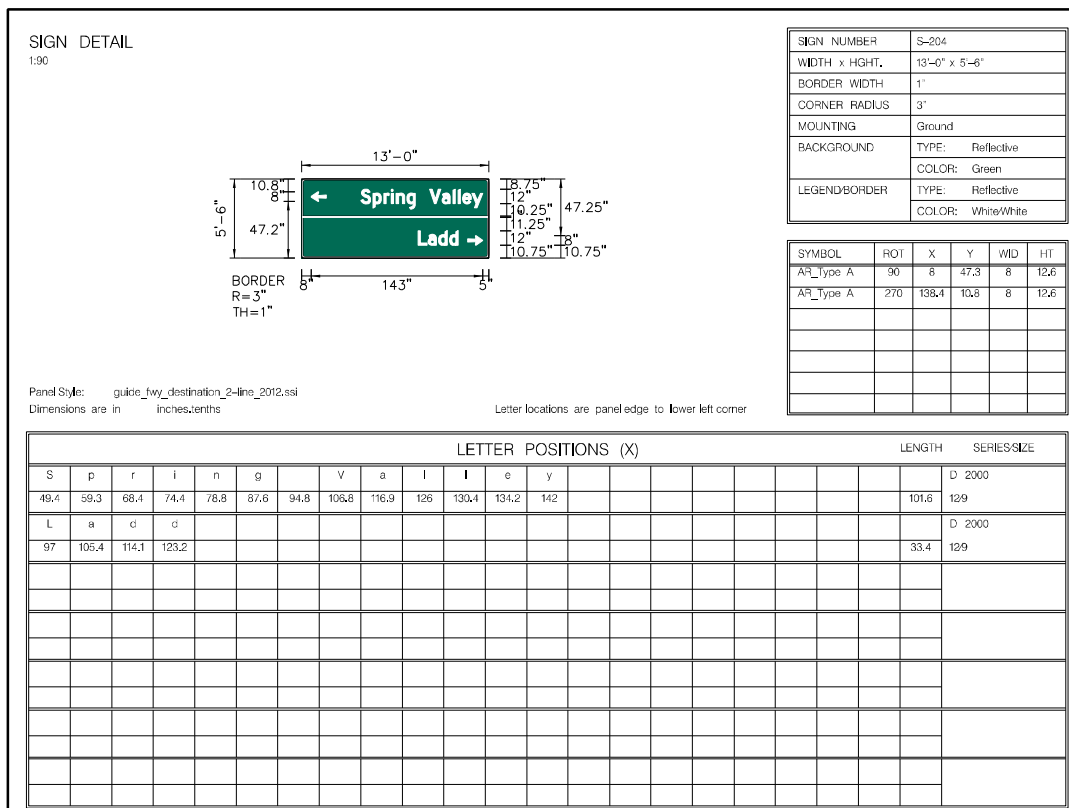 SIGN DETAIL
1:90
SIGN NUMBER S-204
WIDTH x HGHT. 13'-0" x 5'-6"
BORDER WIDTH 1"
CORNER RADIUS 3"
MOUNTING Ground
BACKGROUND TYPE: Reflective
COLOR: Green
LEGEND/BORDER TYPE: Reflective
COLOR: White/White
13'-0"
5'-6"
10.8"
8"
47.2"
Spring Valley
Ladd
8.75"
12"
10.25"
11.25"
12"
10.75"
47.25"
8"
10.75"
BORDER
R=3"
TH=1"
8" 143" 5"
SYMBOL ROT X Y WID HT
AR_Type A 90 8 47.3 8 12.6
AR_Type A 270 138.4 10.8 8 12.6
Panel Style: guide_fwy_destination_2-line_2012.ssi
Dimensions are in inches.tenths
Letter locations are panel edge to lower left corner
LETTER POSITIONS (X) LENGTH SERIES/SIZE
S p r i n g V a l l e y D 2000
49.4 59.3 68.4 74.4 78.8 87.6 94.8 106.8 116.9 126 130.4 134.2 142 101.6 12/9
L a d d D 2000
97 105.4 114.1 123.2 33.4 12/9